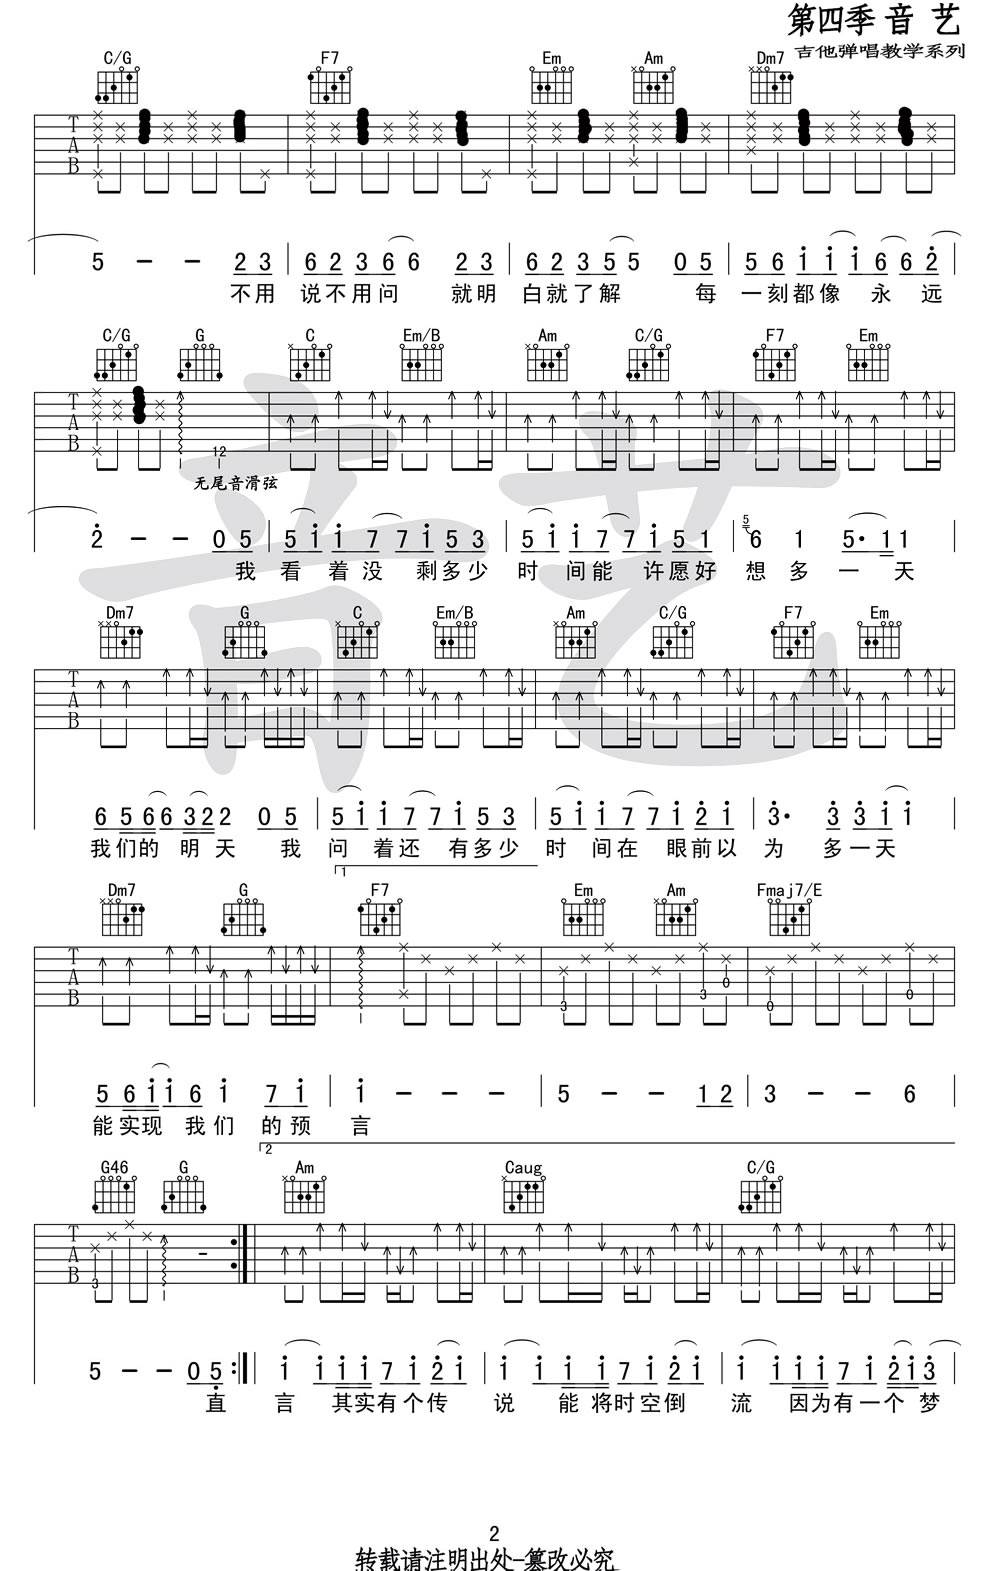 第四季 音 艺
吉他弹唱教学系列
C/G F7 Em Am Dm7
T A B
5 - - 2 3 6 2 3 6 6 2 3 6 2 3 5 5 0 5 5 6 i i i 6 6 2
不用 说不用问 就明 白就了解 每 一刻都像 永 远
C/G G C Em/B Am C/G F7 Em
T A B
12
无尾音滑弦
2 - - 0 5 5 i i 7 7 i 5 3 5 i i 7 7 i 5 1 5 6 1 5· 1 1
我 看 着 没 剩多少 时 间能 许愿好 想 多 一 天
Dm7 G C Em/B Am C/G F7 Em
T A B
6 5 6 6 3 2 2 0 5 5 i i 7 7 i 5 3 5 i i 7 7 i 2 i 3· 3 3 i i
我们的 明 天 我 问 着还 有多少 时 间在 眼前以 为 多一天
1
Dm7 G F7 Em Am Fmaj7/E
T A B
3 3 0 0 0
5 6 i i 6 i 7 i i - - - 5 - - 1 2 3 - - 6
能实现 我们 的预 言
2
G46 G Am Caug C/G
T A B
3 -
5 - - 0 5 :| i i i i 7 i 2 i i i i i 7 i 2 i i i i i 7 i 2 i 3
直 言 其实有个传 说 能 将时空倒 流 因为有一个 梦
2
转载请注明出处-篡改必究
音艺